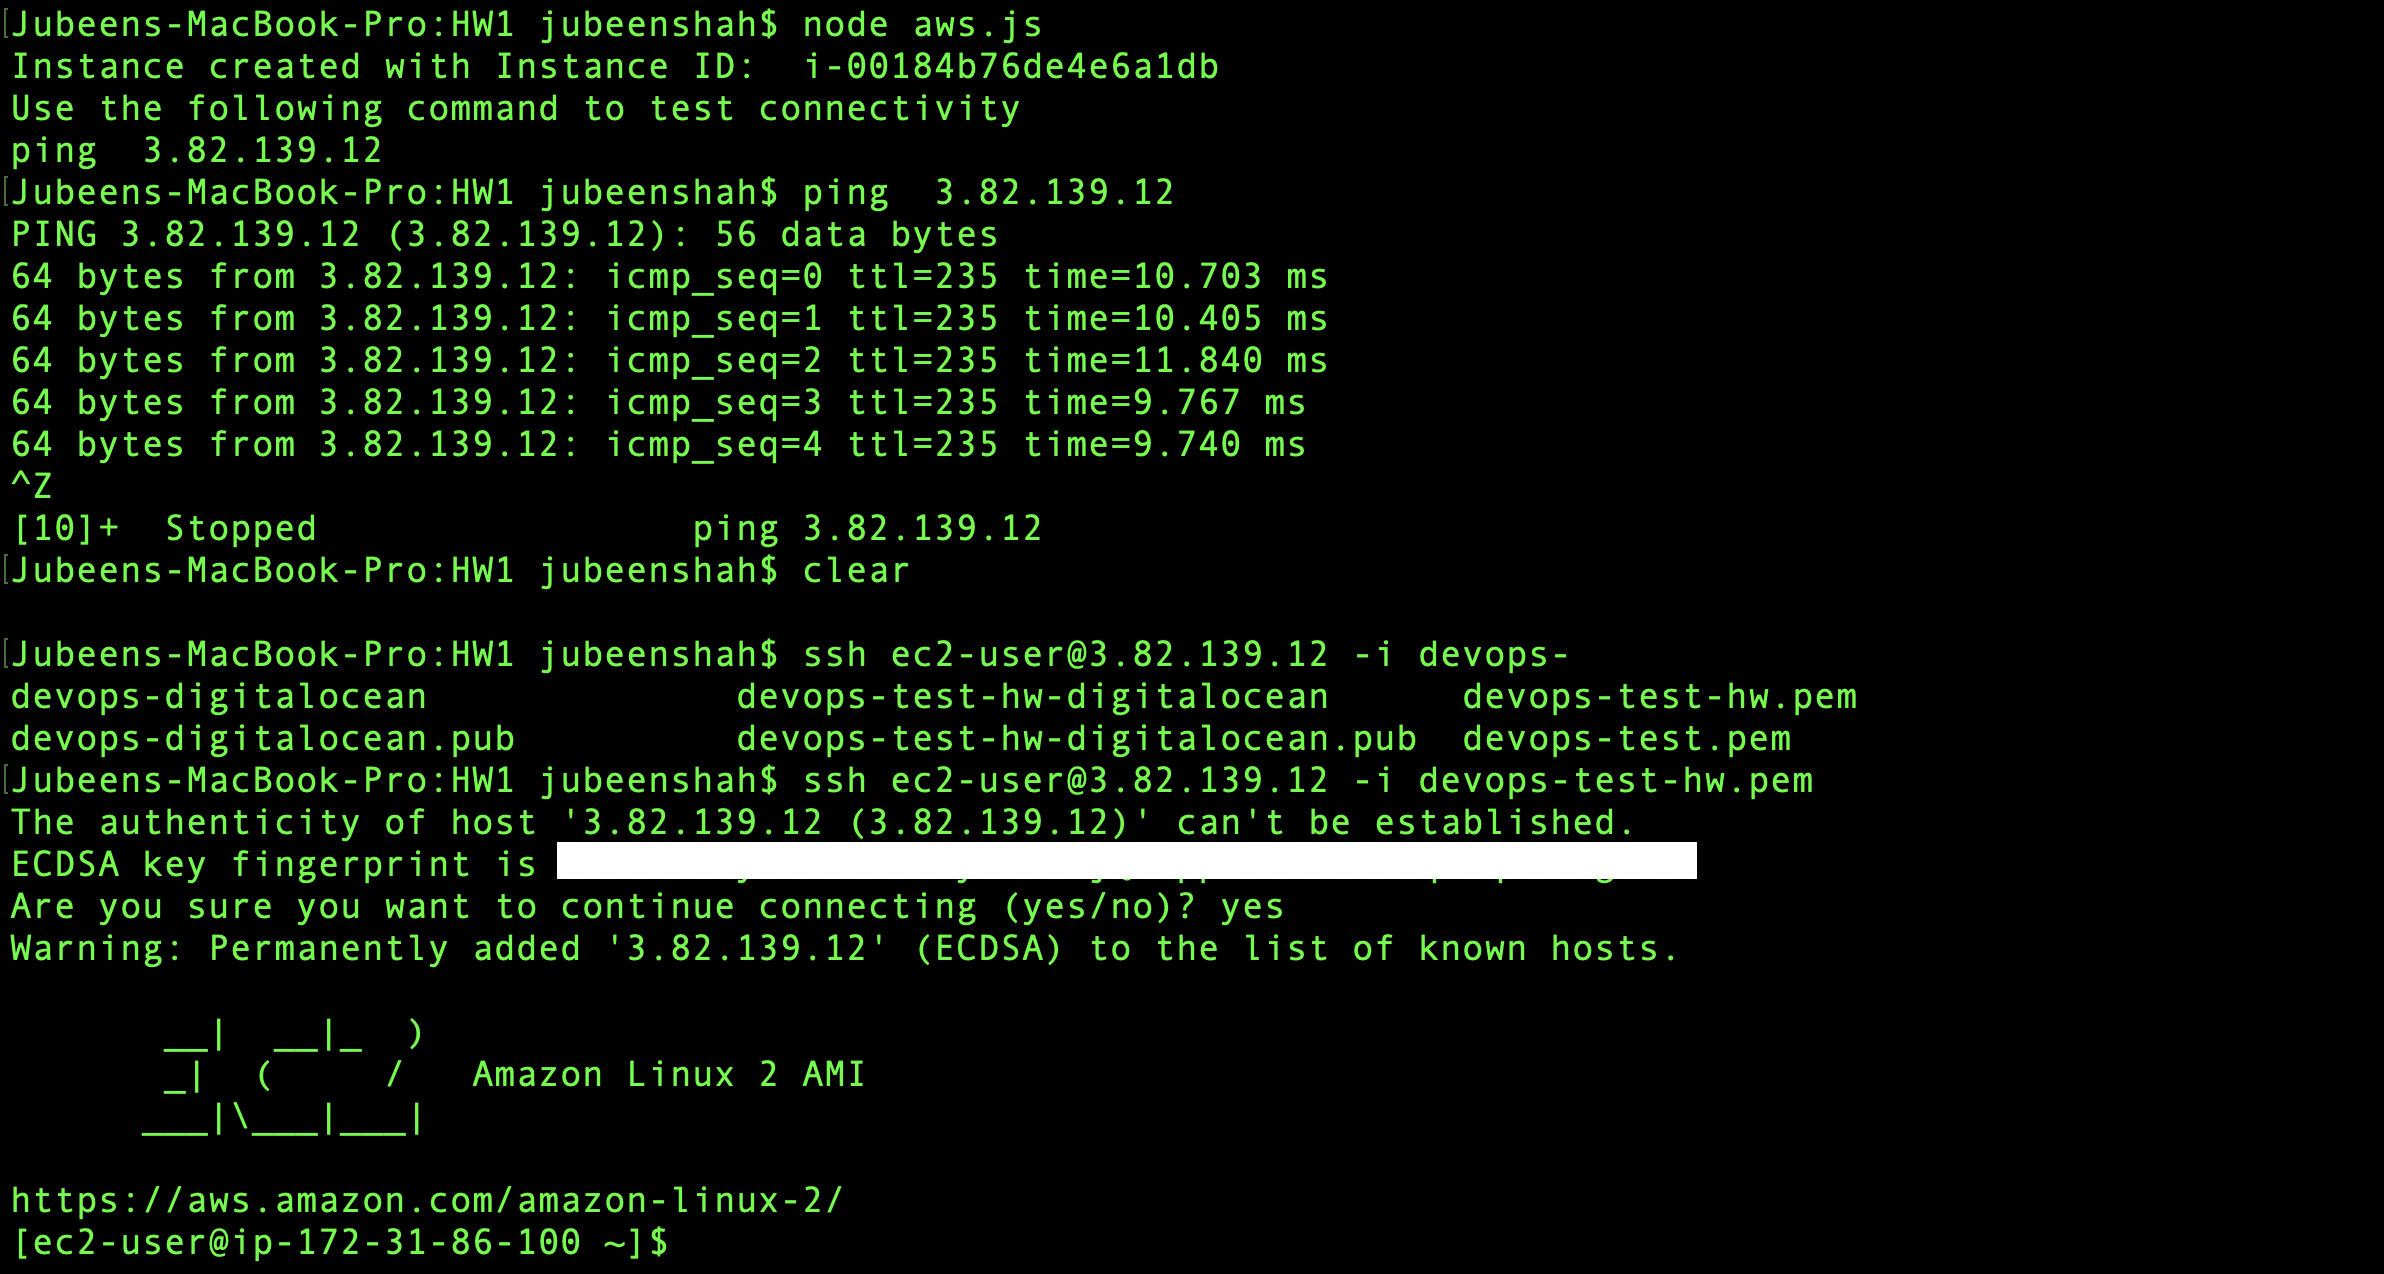 Jubeens-MacBook-Pro:HW1 jubeenshah$ node aws.js
Instance created with Instance ID:  i-00184b76de4e6a1db
Use the following command to test connectivity
ping  3.82.139.12
Jubeens-MacBook-Pro:HW1 jubeenshah$ ping  3.82.139.12
PING 3.82.139.12 (3.82.139.12): 56 data bytes
64 bytes from 3.82.139.12: icmp_seq=0 ttl=235 time=10.703 ms
64 bytes from 3.82.139.12: icmp_seq=1 ttl=235 time=10.405 ms
64 bytes from 3.82.139.12: icmp_seq=2 ttl=235 time=11.840 ms
64 bytes from 3.82.139.12: icmp_seq=3 ttl=235 time=9.767 ms
64 bytes from 3.82.139.12: icmp_seq=4 ttl=235 time=9.740 ms
^Z
[10]+  Stopped                 ping 3.82.139.12
Jubeens-MacBook-Pro:HW1 jubeenshah$ clear
Jubeens-MacBook-Pro:HW1 jubeenshah$ ssh ec2-user@3.82.139.12 -i devops-
devops-digitalocean              devops-test-hw-digitalocean      devops-test-hw.pem
devops-digitalocean.pub          devops-test-hw-digitalocean.pub  devops-test.pem
Jubeens-MacBook-Pro:HW1 jubeenshah$ ssh ec2-user@3.82.139.12 -i devops-test-hw.pem
The authenticity of host '3.82.139.12 (3.82.139.12)' can't be established.
ECDSA key fingerprint is
Are you sure you want to continue connecting (yes/no)? yes
Warning: Permanently added '3.82.139.12' (ECDSA) to the list of known hosts.
       __|  __|_  )
       _|  (     /   Amazon Linux 2 AMI
      ___|\___|___|
https://aws.amazon.com/amazon-linux-2/
[ec2-user@ip-172-31-86-100 ~]$